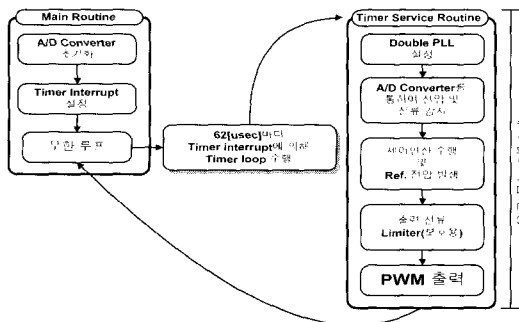 Main Routine
A/D Converter
초기화
Timer Interrupt
설정
무한 루프
62[usec]마다
Timer interrupt에 의해
Timer loop 수행
Timer Service Routine
Double PLL
설정
A/D Converter를
통하여 전압 및
전류 감지
제어연산 수행
및
Ref. 전압 발생
출력 전류
Limiter(보호용)
PWM 출력